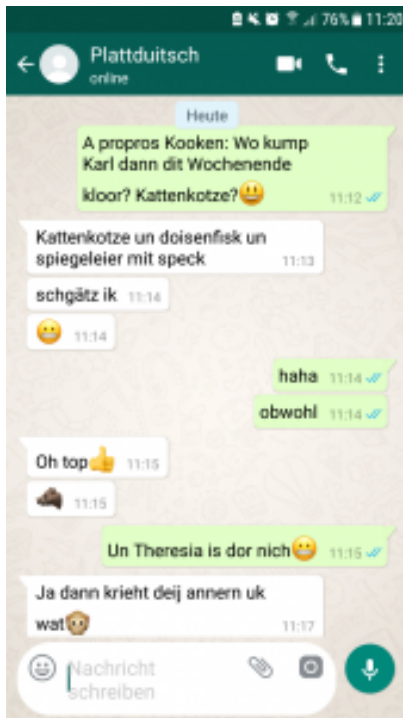 76% 11:20
Plattduitsch
online
Heute
A propros Kooken: Wo kump
Karl dann dit Wochenende
kloor? Kattenkotze?😃 11:12
Kattenkotze un doisenfisk un
spiegeleier mit speck 11:13
schgätz ik 11:14
😬 11:14
haha 11:14
obwohl 11:14
Oh top👍 11:15
11:15
Un Theresia is dor nich😬 11:15
Ja dann krieht deij annern uk
wat🙊 11:17
Nachricht
schreiben